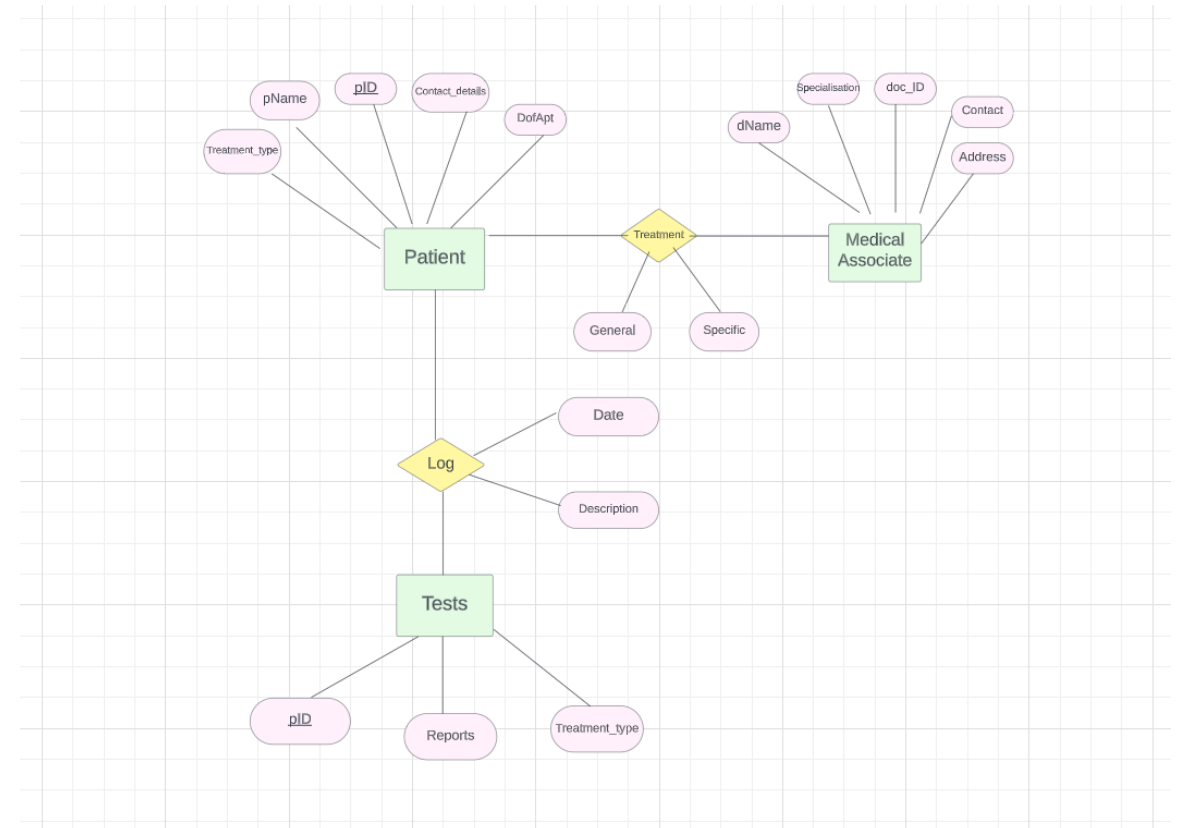 pName
pID
Contact_details
DofApt
Treatment_type
Specialisation
doc_ID
dName
Contact
Address
Patient
Treatment
Medical
Associate
General
Specific
Date
Log
Description
Tests
pID
Reports
Treatment_type